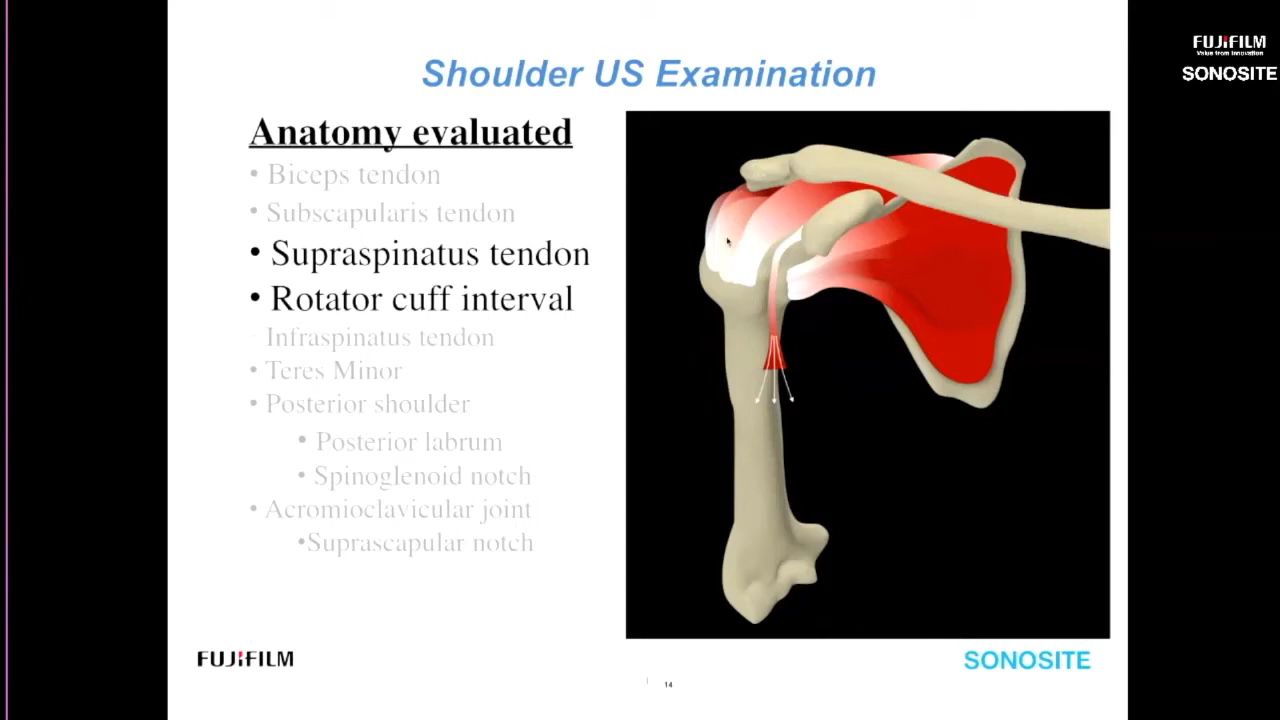 Shoulder US Examination
Anatomy evaluated
• Biceps tendon
• Subscapularis tendon
• Supraspinatus tendon
• Rotator cuff interval
Infraspinatus tendon
• Teres Minor
• Posterior shoulder
• Posterior labrum
• Spinoglenoid notch
• Acromioclavicular joint
•Suprascapular notch
FUJIFILM
SONOSITE
14
FUJIFILM
Value from Innovation
SONOSITE